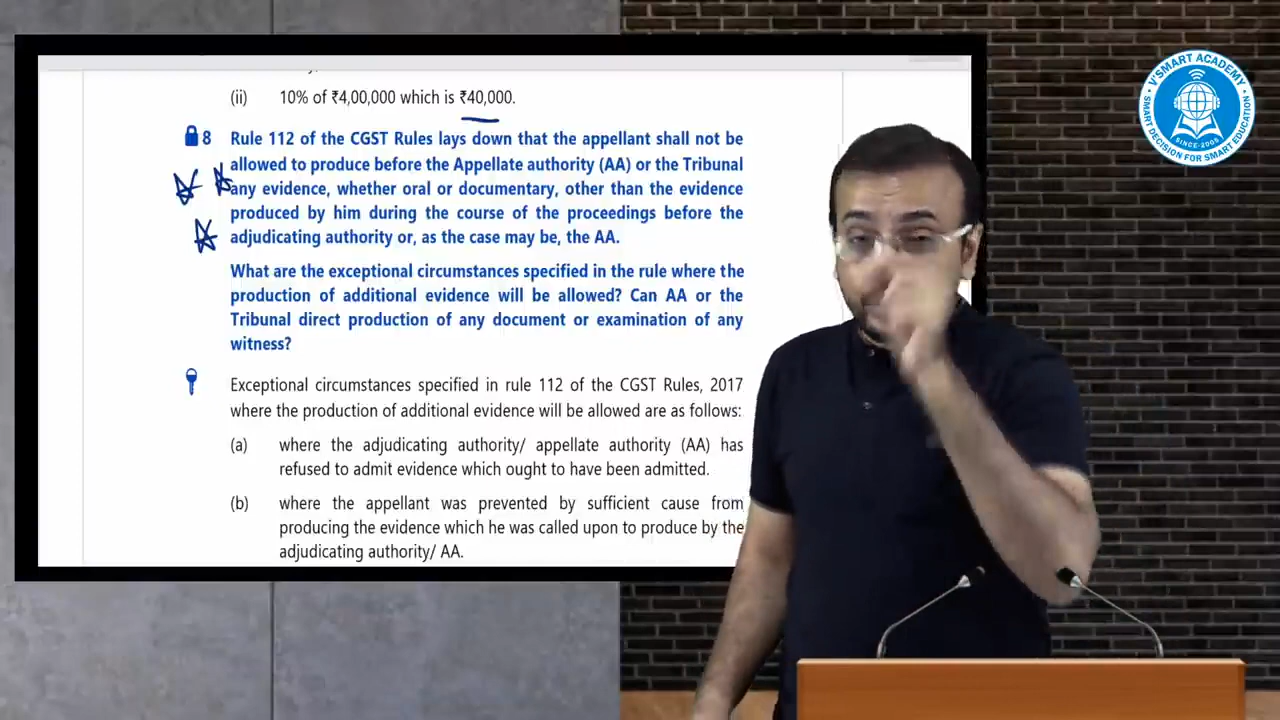 (ii) 10% of ₹4,00,000 which is ₹40,000.
8 Rule 112 of the CGST Rules lays down that the appellant shall not be
allowed to produce before the Appellate authority (AA) or the Tribunal
any evidence, whether oral or documentary, other than the evidence
produced by him during the course of the proceedings before the
adjudicating authority or, as the case may be, the AA.
What are the exceptional circumstances specified in the rule where the
production of additional evidence will be allowed? Can AA or the
Tribunal direct production of any document or examination of any
witness?
Exceptional circumstances specified in rule 112 of the CGST Rules, 2017
where the production of additional evidence will be allowed are as follows:
(a) where the adjudicating authority/ appellate authority (AA) has
refused to admit evidence which ought to have been admitted.
(b) where the appellant was prevented by sufficient cause from
producing the evidence which he was called upon to produce by the
adjudicating authority/ AA.
V'SMART ACADEMY
SINCE-2005
SMART DECISION FOR SMART EDUCATION